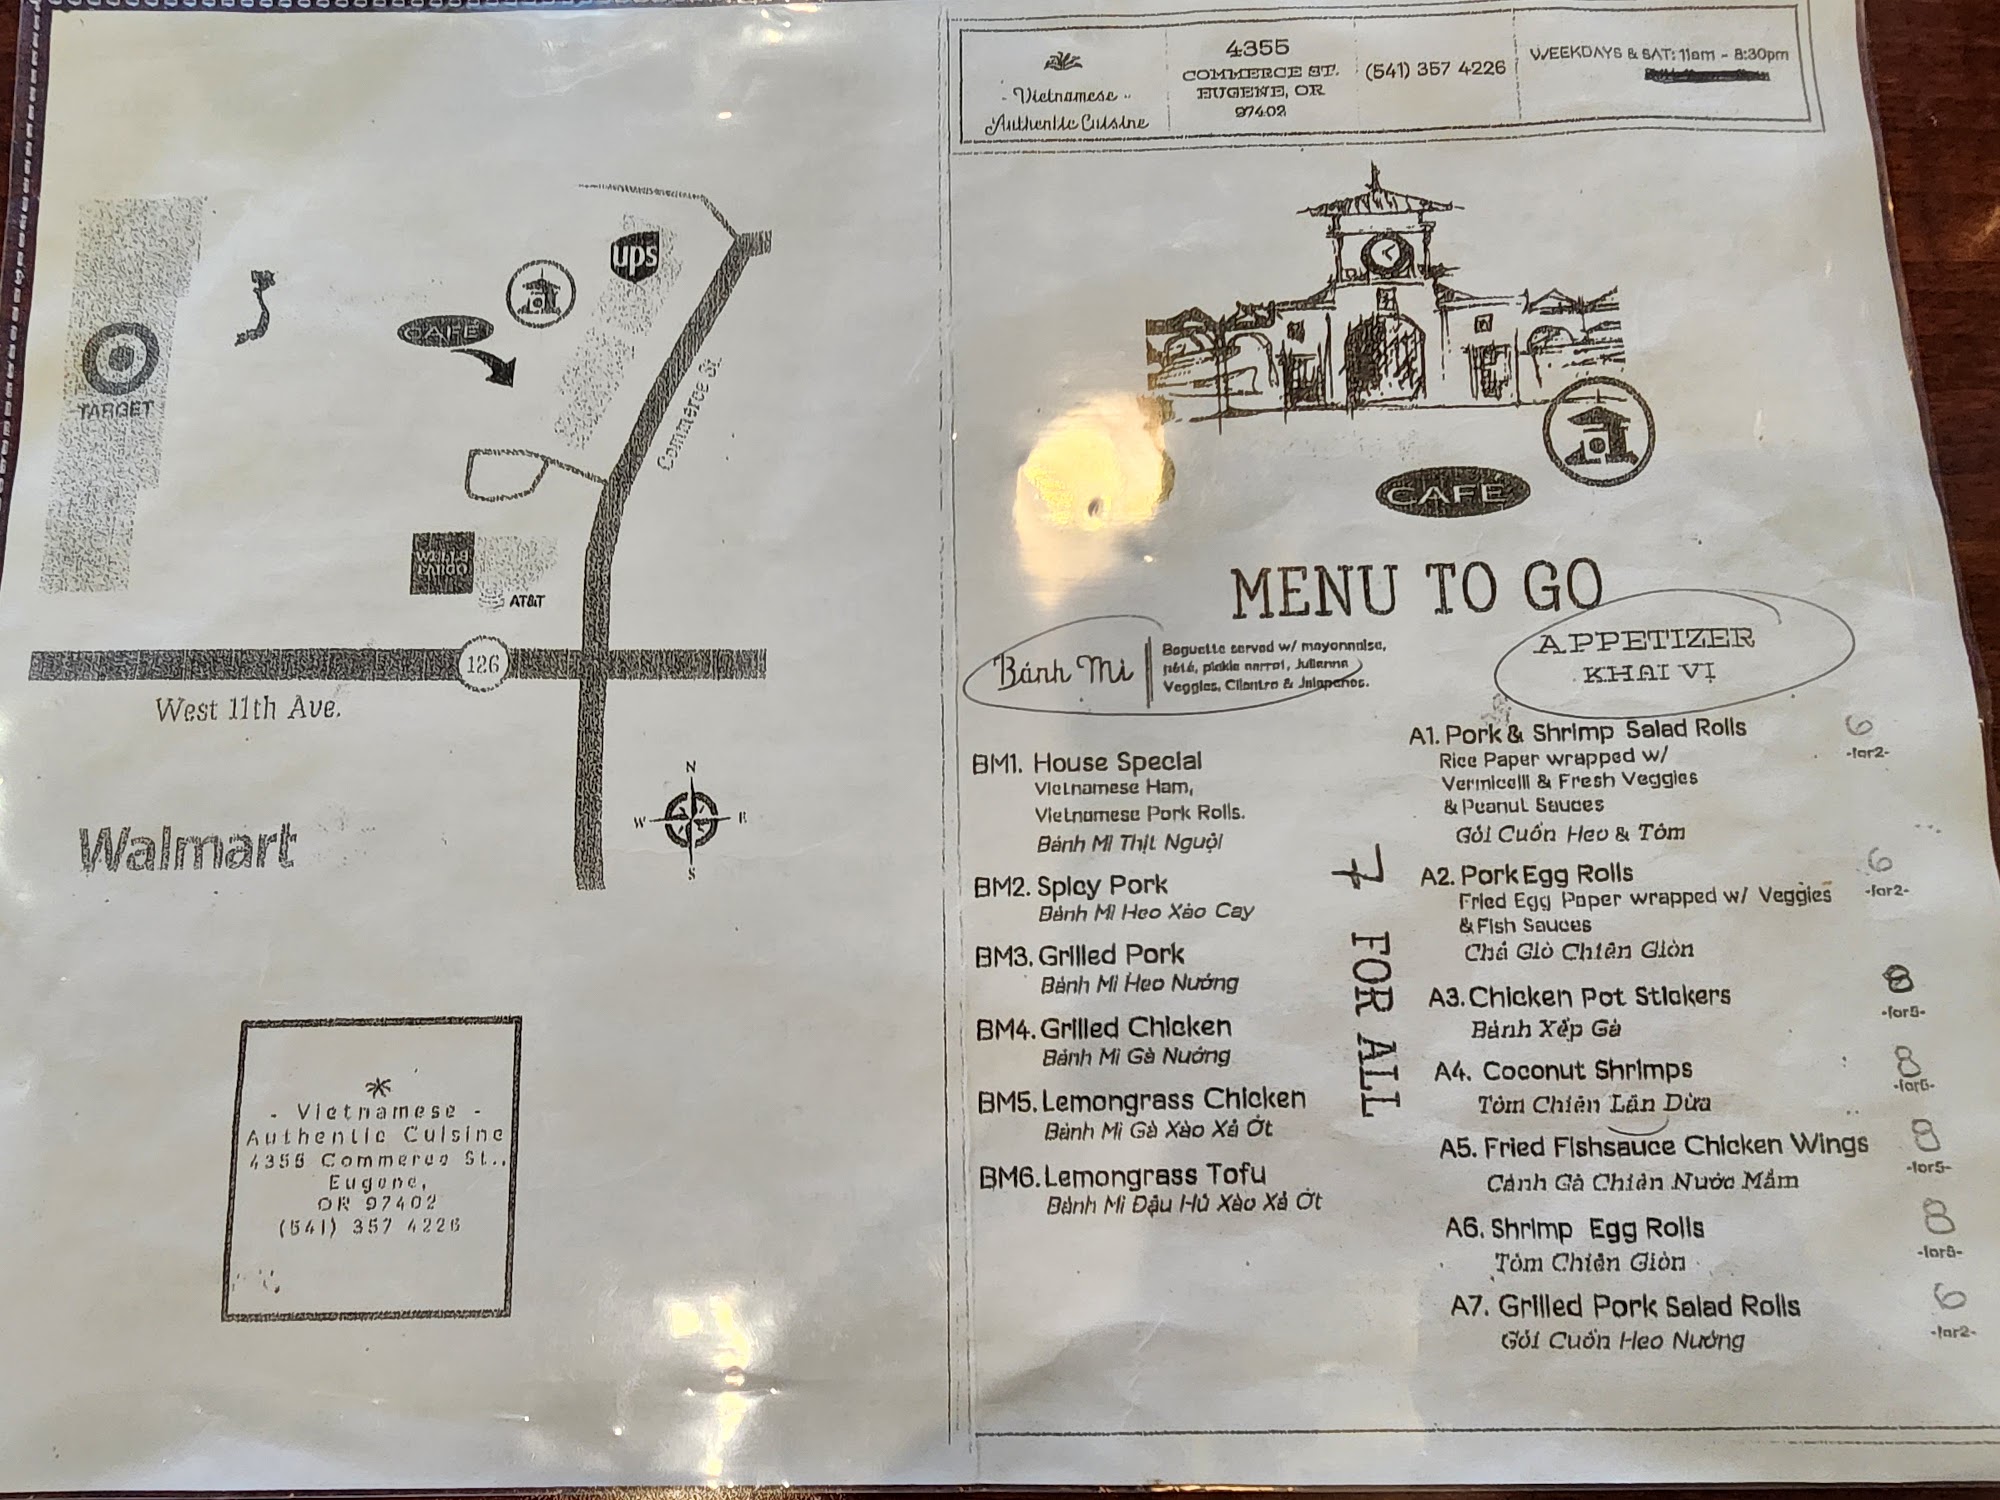 TARGET
CAFÉ
ups
Commerce St.
WELLS
FARGO
AT&T
126
West 11th Ave.
Walmart
N
W E
S
- Vietnamese -
Authentic Cuisine
4355 Commerce St.,
Eugene,
OR 97402
(541) 357 4226
- Vietnamese -
Authentic Cuisine
4355
COMMERCE ST.
EUGENE, OR
97402
(541) 357 4226
WEEKDAYS & SAT: 11am - 8:30pm
CAFÉ
MENU TO GO
Bánh Mì
Baguette served w/ mayonnaise,
pâté, pickle carrot, Julienne
Veggies, Cilantro & Jalapenos.
BM1. House Special
Vietnamese Ham,
Vietnamese Pork Rolls.
Bánh Mì Thịt Nguội
BM2. Spicy Pork
Bánh Mì Heo Xào Cay
BM3. Grilled Pork
Bánh Mì Heo Nướng
BM4. Grilled Chicken
Bánh Mì Gà Nướng
BM5. Lemongrass Chicken
Bánh Mì Gà Xào Xả Ớt
BM6. Lemongrass Tofu
Bánh Mì Đậu Hủ Xào Xả Ớt
7 FOR ALL
APPETIZER
KHAI VỊ
A1. Pork & Shrimp Salad Rolls 6
Rice Paper wrapped w/ -for2-
Vermicelli & Fresh Veggies
& Peanut Sauces
Gỏi Cuốn Heo & Tôm
A2. Pork Egg Rolls 6
Fried Egg Paper wrapped w/ Veggies -for2-
& Fish Sauces
Chả Giò Chiên Giòn
A3. Chicken Pot Stickers 8
Bánh Xếp Gà
A4. Coconut Shrimps 8
Tôm Chiên Lăn Dừa
A5. Fried Fishsauce Chicken Wings 8
Cánh Gà Chiên Nước Mắm -for5-
A6. Shrimp Egg Rolls 8
Tôm Chiên Giòn
A7. Grilled Pork Salad Rolls 6
Gỏi Cuốn Heo Nướng -for2-